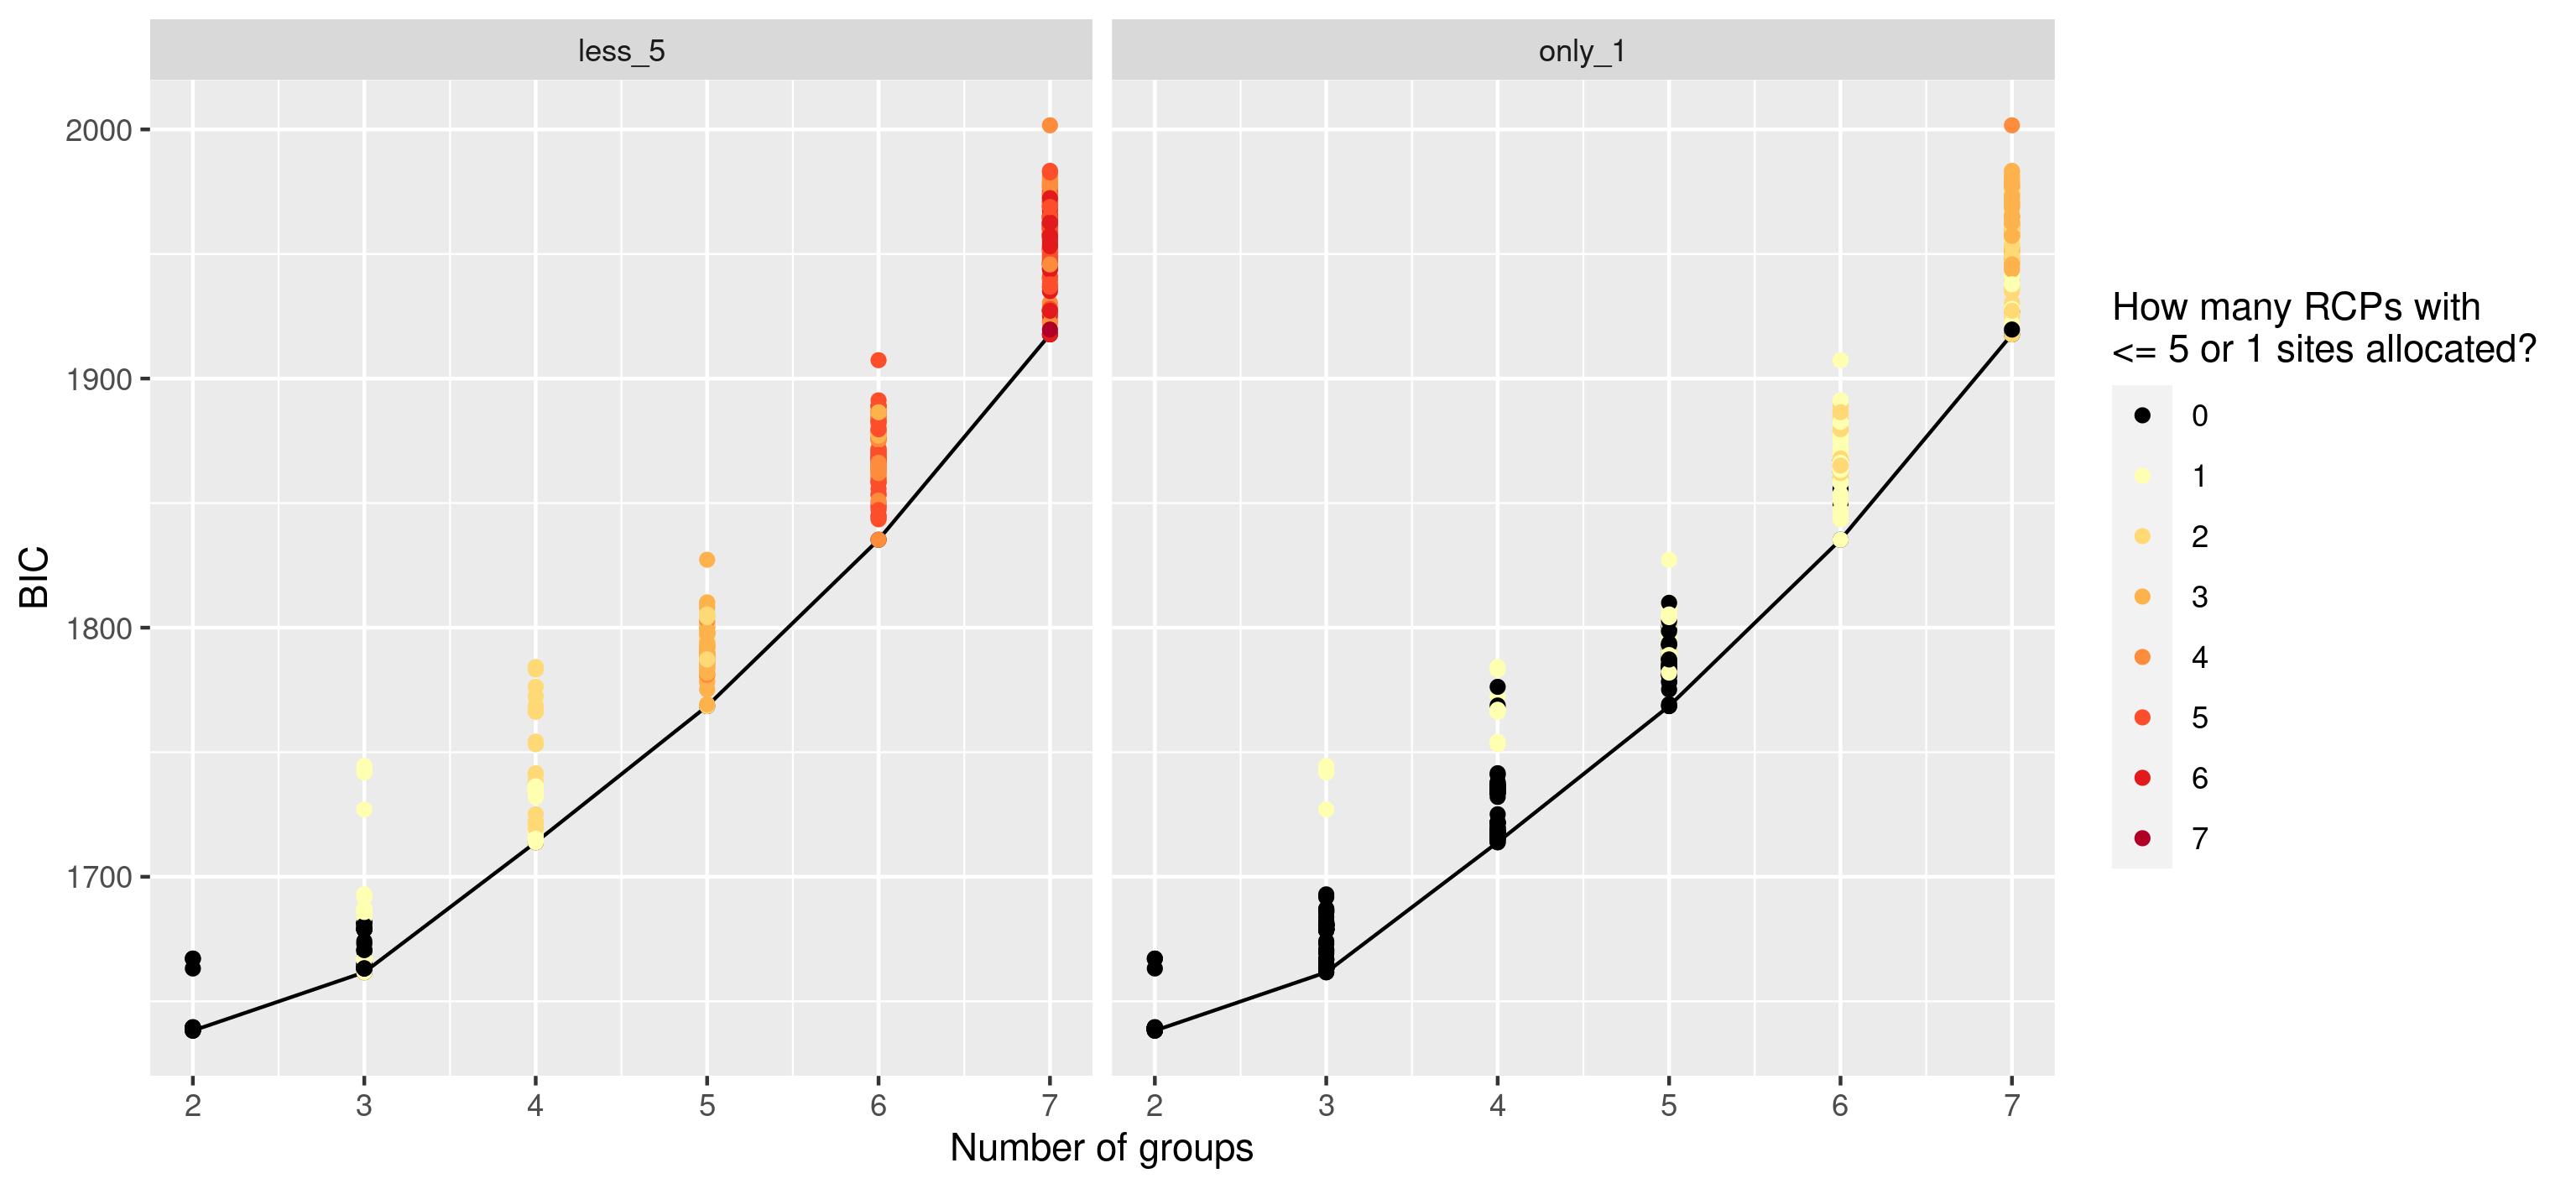 less_5
only_1
2000
1900
1800
1700
BIC
2 3 4 5 6 7
2 3 4 5 6 7
Number of groups
How many RCPs with
<= 5 or 1 sites allocated?
0
1
2
3
4
5
6
7